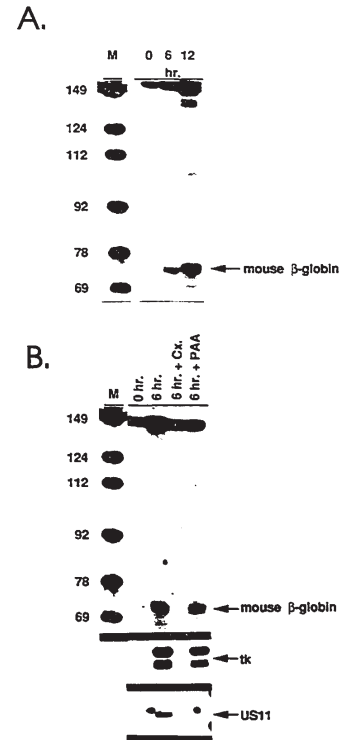 A.
M 0 6 12
hr.
149
124
112
92
78
mouse β-globin
69
B.
M 0 hr. 6 hr. 6 hr. + Cx. 6 hr. + PAA
149
124
112
92
78
mouse β-globin
69
tk
US11